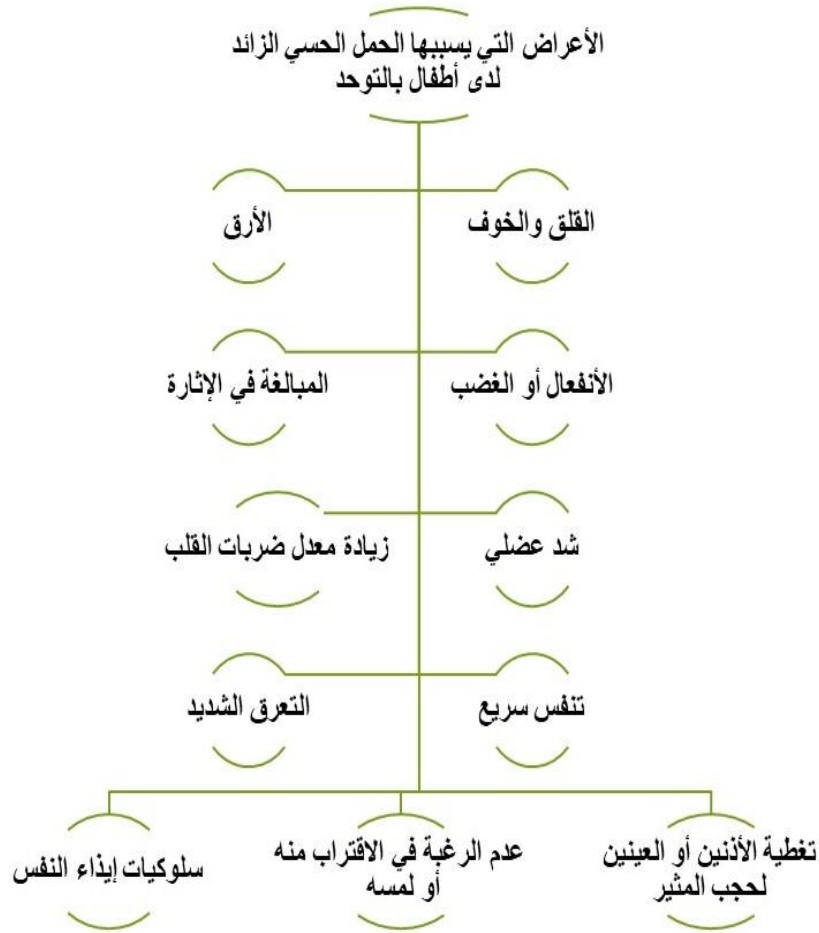 الأعراض التي يسببها الحمل الحسي الزائد
لدى أطفال بالتوحد
القلق والخوف
الأرق
الأنفعال أو الغضب
المبالغة في الإثارة
شد عضلي
زيادة معدل ضربات القلب
تنفس سريع
التعرق الشديد
تغطية الأذنين أو العينين
لحجب المثير
عدم الرغبة في الاقتراب منه
أو لمسه
سلوكيات إيذاء النفس